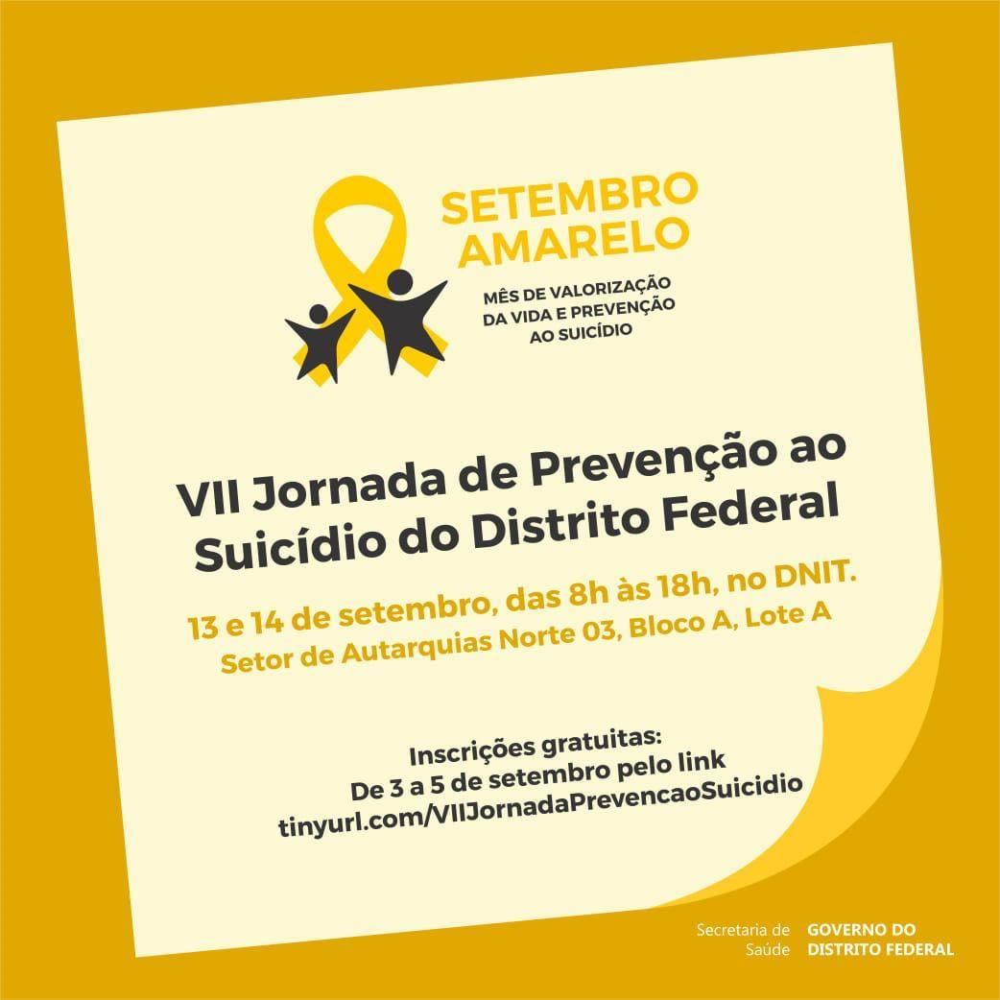 SETEMBRO
AMARELO
MÊS DE VALORIZAÇÃO
DA VIDA E PREVENÇÃO
AO SUICÍDIO
VII Jornada de Prevenção ao
Suicídio do Distrito Federal
13 e 14 de setembro, das 8h às 18h, no DNIT.
Setor de Autarquias Norte 03, Bloco A, Lote A
Inscrições gratuitas:
De 3 a 5 de setembro pelo link
tinyurl.com/VIIJornadaPrevencaoSuicidio
Secretaria de
Saúde
GOVERNO DO
DISTRITO FEDERAL